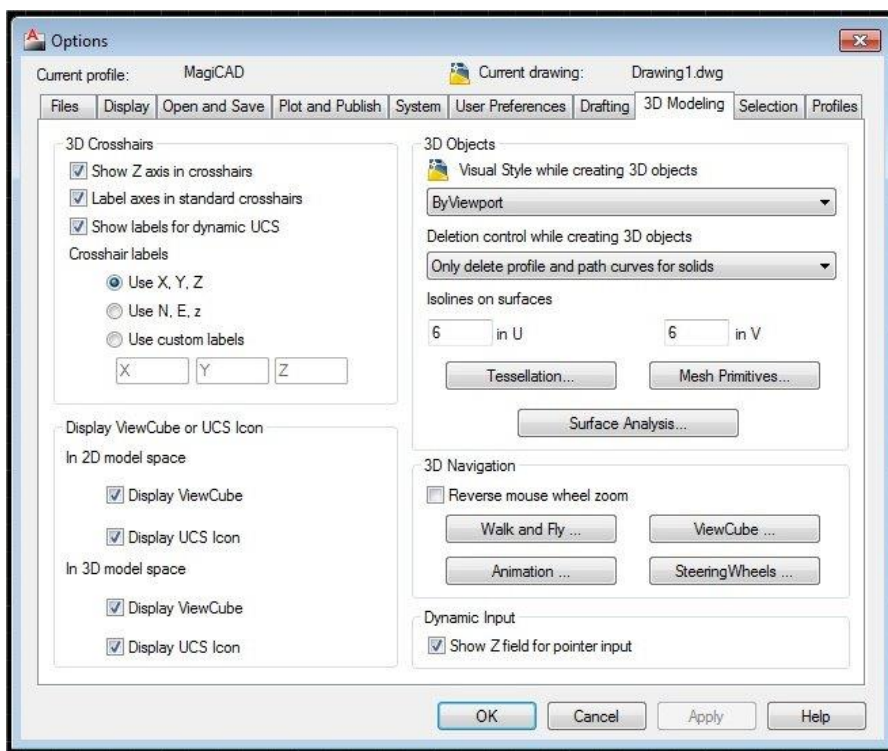 Options
Current profile: MagiCAD Current drawing: Drawing1.dwg
Files Display Open and Save Plot and Publish System User Preferences Drafting 3D Modeling Selection Profiles
3D Crosshairs
Show Z axis in crosshairs
Label axes in standard crosshairs
Show labels for dynamic UCS
Crosshair labels
Use X, Y, Z
Use N, E, z
Use custom labels
X Y Z
Display ViewCube or UCS Icon
In 2D model space
Display ViewCube
Display UCS Icon
In 3D model space
Display ViewCube
Display UCS Icon
3D Objects
Visual Style while creating 3D objects
ByViewport
Deletion control while creating 3D objects
Only delete profile and path curves for solids
Isolines on surfaces
6 in U 6 in V
Tessellation... Mesh Primitives...
Surface Analysis...
3D Navigation
Reverse mouse wheel zoom
Walk and Fly ... ViewCube ...
Animation ... SteeringWheels ...
Dynamic Input
Show Z field for pointer input
OK Cancel Apply Help